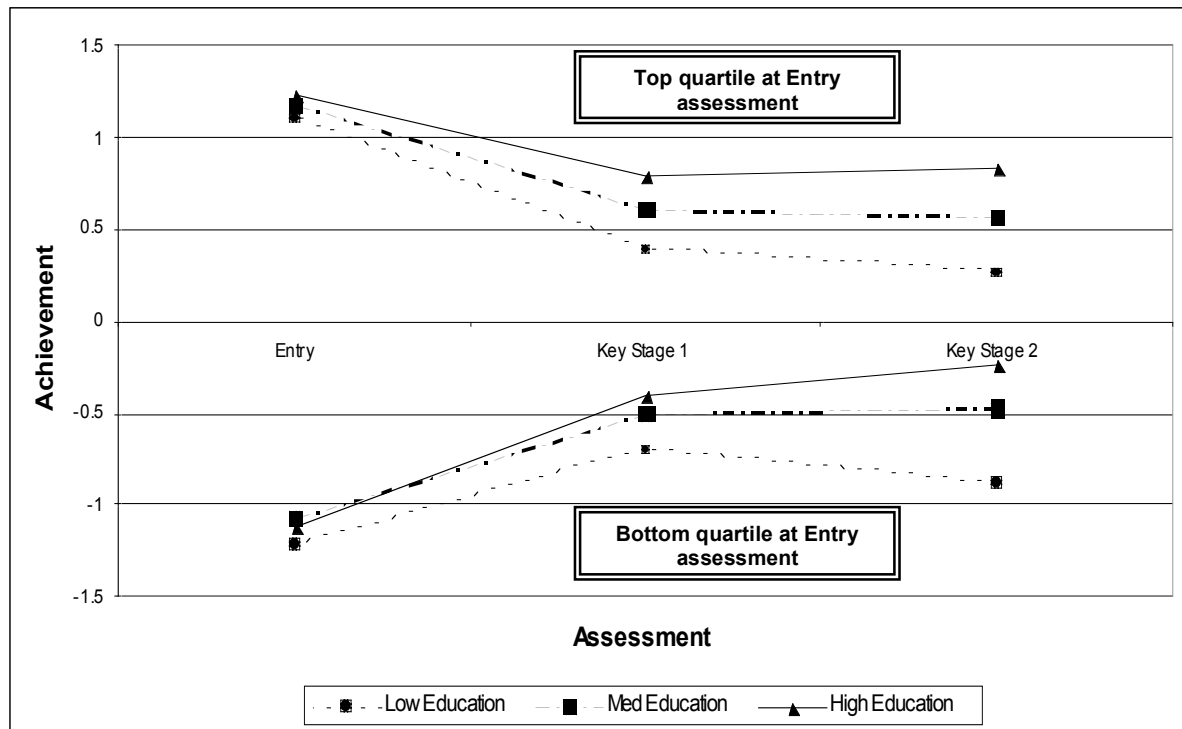 1.5
Top quartile at Entry
assessment
1
0.5
0
Entry Key Stage 1 Key Stage 2
-0.5
-1
Bottom quartile at Entry
assessment
-1.5
Achievement
Assessment
Low Education Med Education High Education